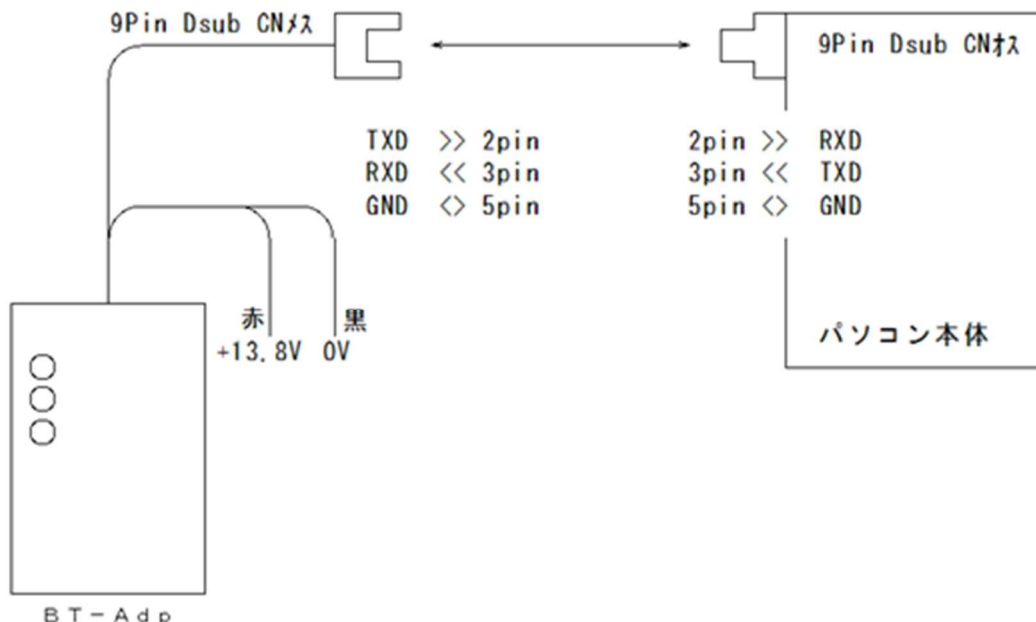 9Pin Dsub CNﾒｽ
9Pin Dsub CNｵｽ
TXD >> 2pin
RXD << 3pin
GND <> 5pin
2pin >> RXD
3pin << TXD
5pin <> GND
赤
黒
+13.8V 0V
パソコン本体
ＢＴ－Ａｄｐ